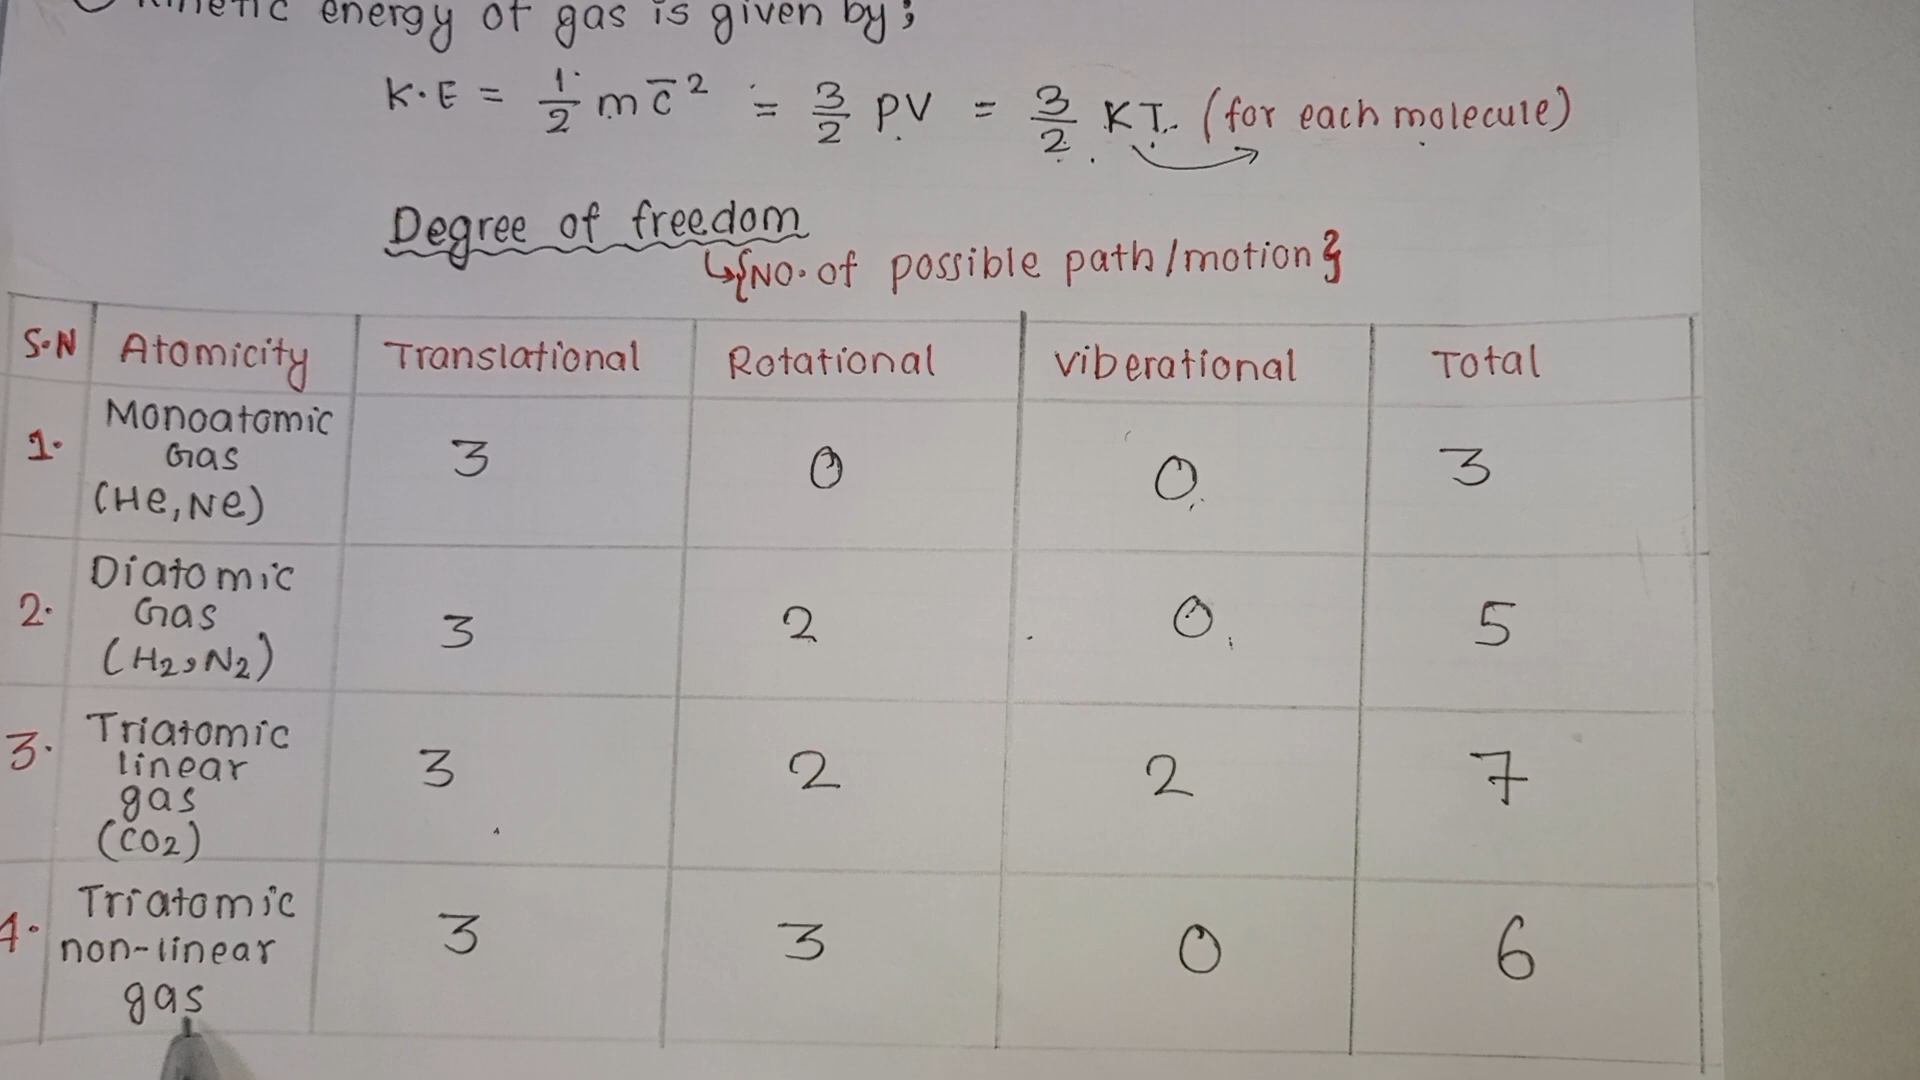 Kinetic energy of gas is given by;
K.E = 1/2 m c̄² = 3/2 PV = 3/2 KT. (for each molecule)
Degree of freedom
↳{NO. of possible path/motion}
S.N Atomicity Translational Rotational Viberational Total
1. Monoatomic Gas (He, Ne) 3 0 0 3
2. Diatomic Gas (H2, N2) 3 2 0 5
3. Triatomic linear gas (CO2) 3 2 2 7
4. Triatomic non-linear gas 3 3 0 6